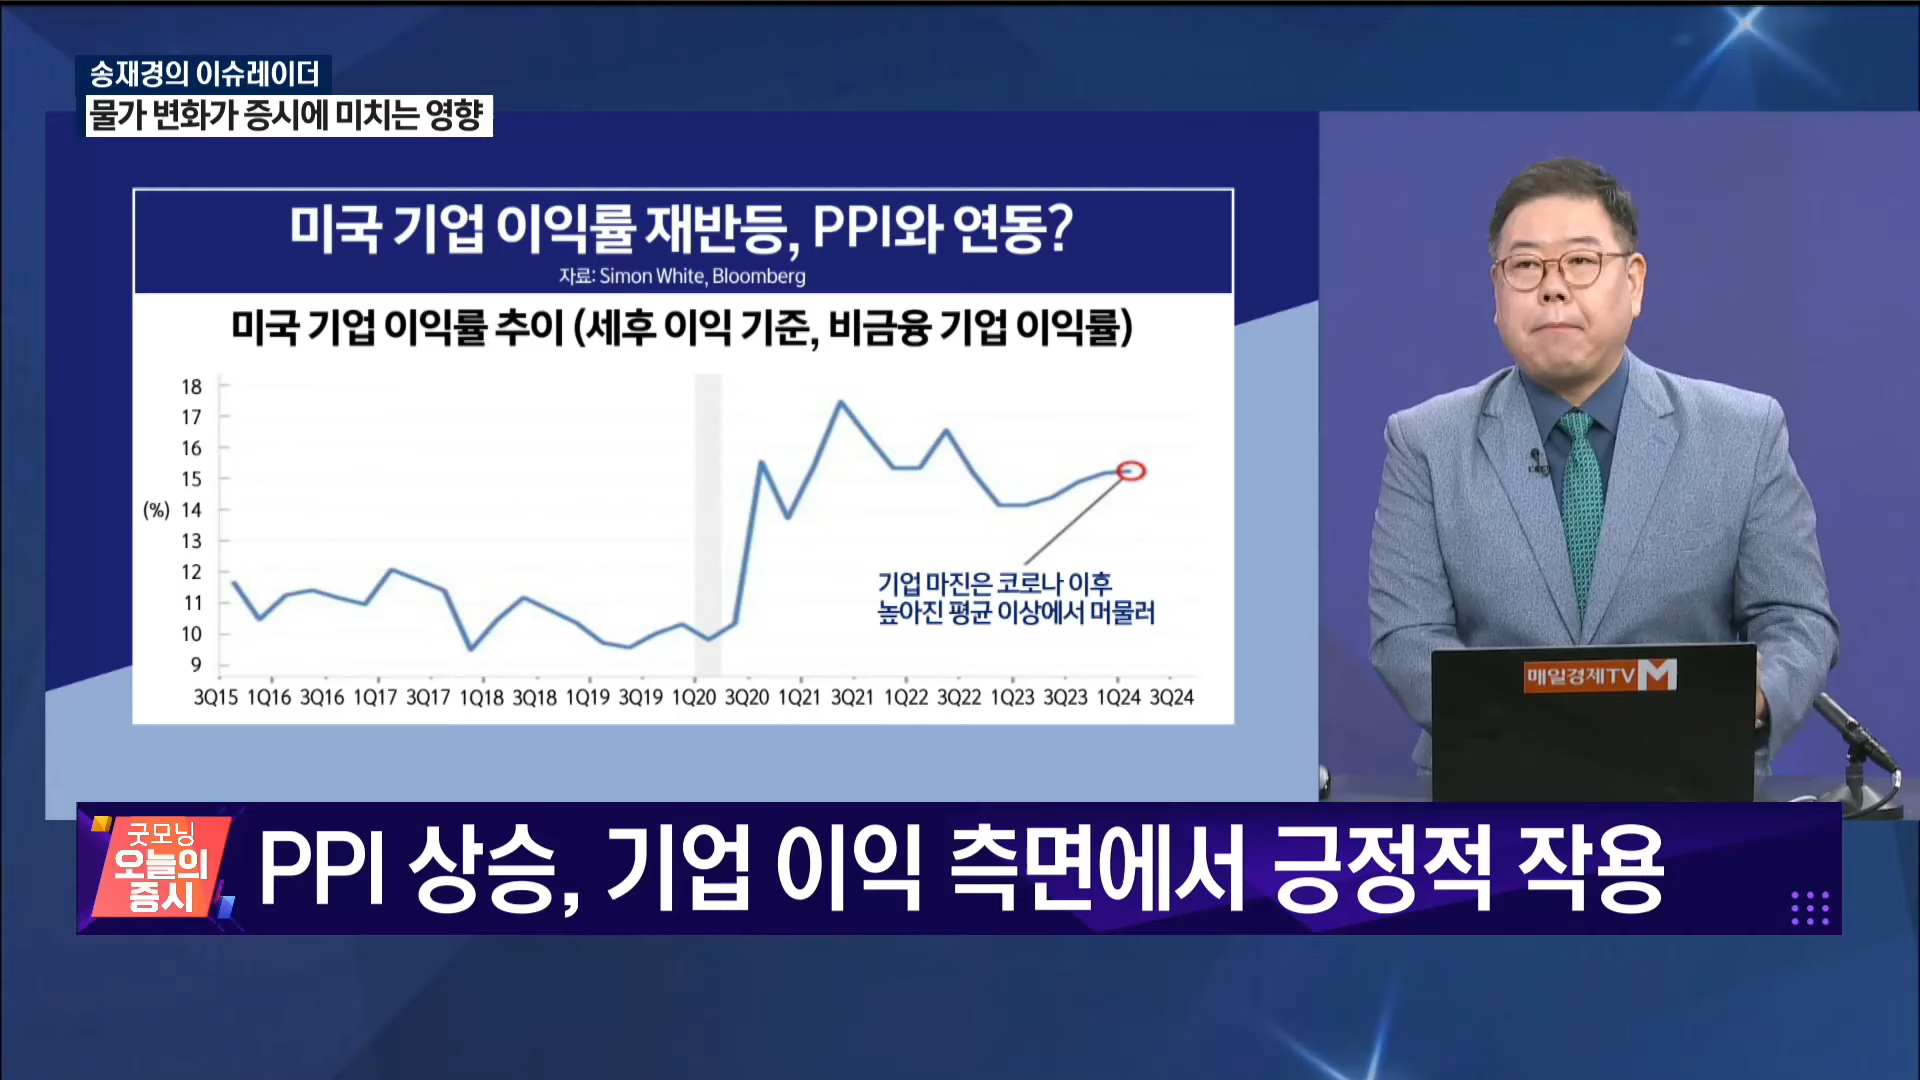 송재경의 이슈레이더
물가 변화가 증시에 미치는 영향
미국 기업 이익률 재반등, PPI와 연동?
자료: Simon White, Bloomberg
미국 기업 이익률 추이 (세후 이익 기준, 비금융 기업 이익률)
18
17
16
15
(%) 14
13
12
11
10
9
기업 마진은 코로나 이후
높아진 평균 이상에서 머물러
3Q15 1Q16 3Q16 1Q17 3Q17 1Q18 3Q18 1Q19 3Q19 1Q20 3Q20 1Q21 3Q21 1Q22 3Q22 1Q23 3Q23 1Q24 3Q24
매일경제TV M
굿모닝
오늘의
증시
PPI 상승, 기업 이익 측면에서 긍정적 작용